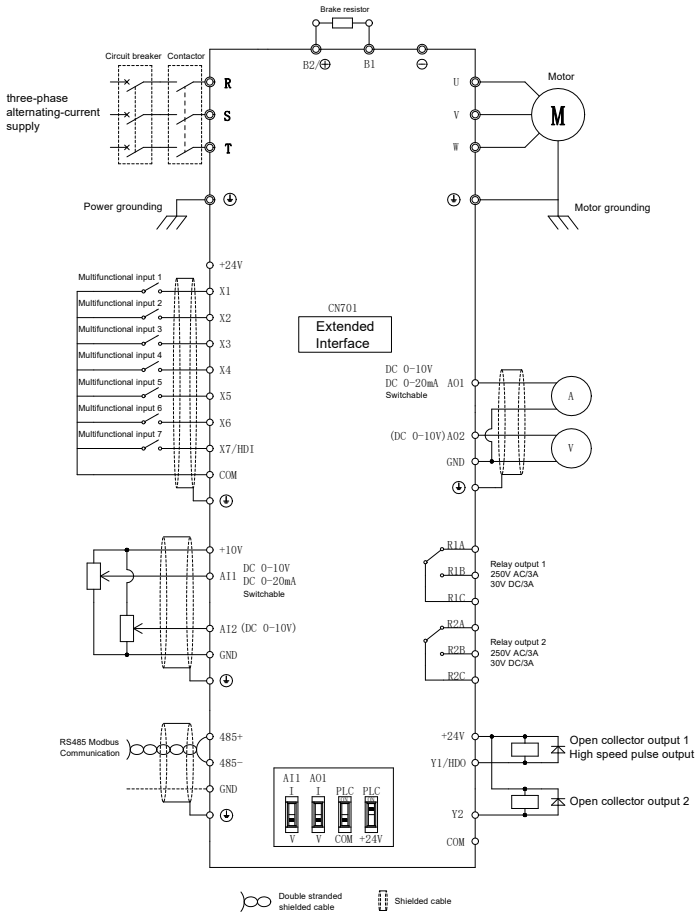 Brake resistor
Circuit breaker Contactor
B2/⊕ B1 ⊖
R
S
T
three-phase
alternating-current
supply
U
V
W
Motor
M
Power grounding
Motor grounding
+24V
Multifunctional input 1
X1
Multifunctional input 2
X2
Multifunctional input 3
X3
Multifunctional input 4
X4
Multifunctional input 5
X5
Multifunctional input 6
X6
Multifunctional input 7
X7/HDI
COM
CN701
Extended
Interface
DC 0-10V
DC 0-20mA AO1
Switchable
A
(DC 0-10V) AO2
V
GND
+10V
AI1 DC 0-10V
DC 0-20mA
Switchable
AI2 (DC 0-10V)
GND
R1A
R1B
R1C
Relay output 1
250V AC/3A
30V DC/3A
R2A
R2B
R2C
Relay output 2
250V AC/3A
30V DC/3A
RS485 Modbus
Communication
485+
485-
GND
AI1 AO1
I I PLC PLC
ON ON
V V COM +24V
+24V
Y1/HDO
Open collector output 1
High speed pulse output
Y2
Open collector output 2
COM
Double stranded
shielded cable
Shielded cable